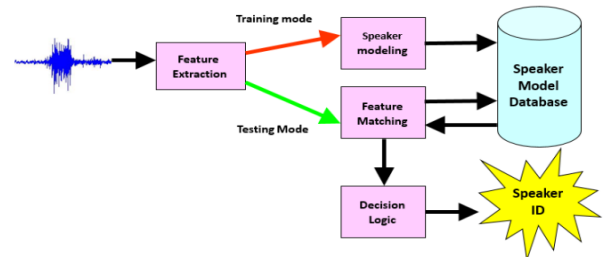 Training mode
Speaker
modeling
Feature
Extraction
Speaker
Model
Database
Feature
Matching
Testing Mode
Decision
Logic
Speaker
ID